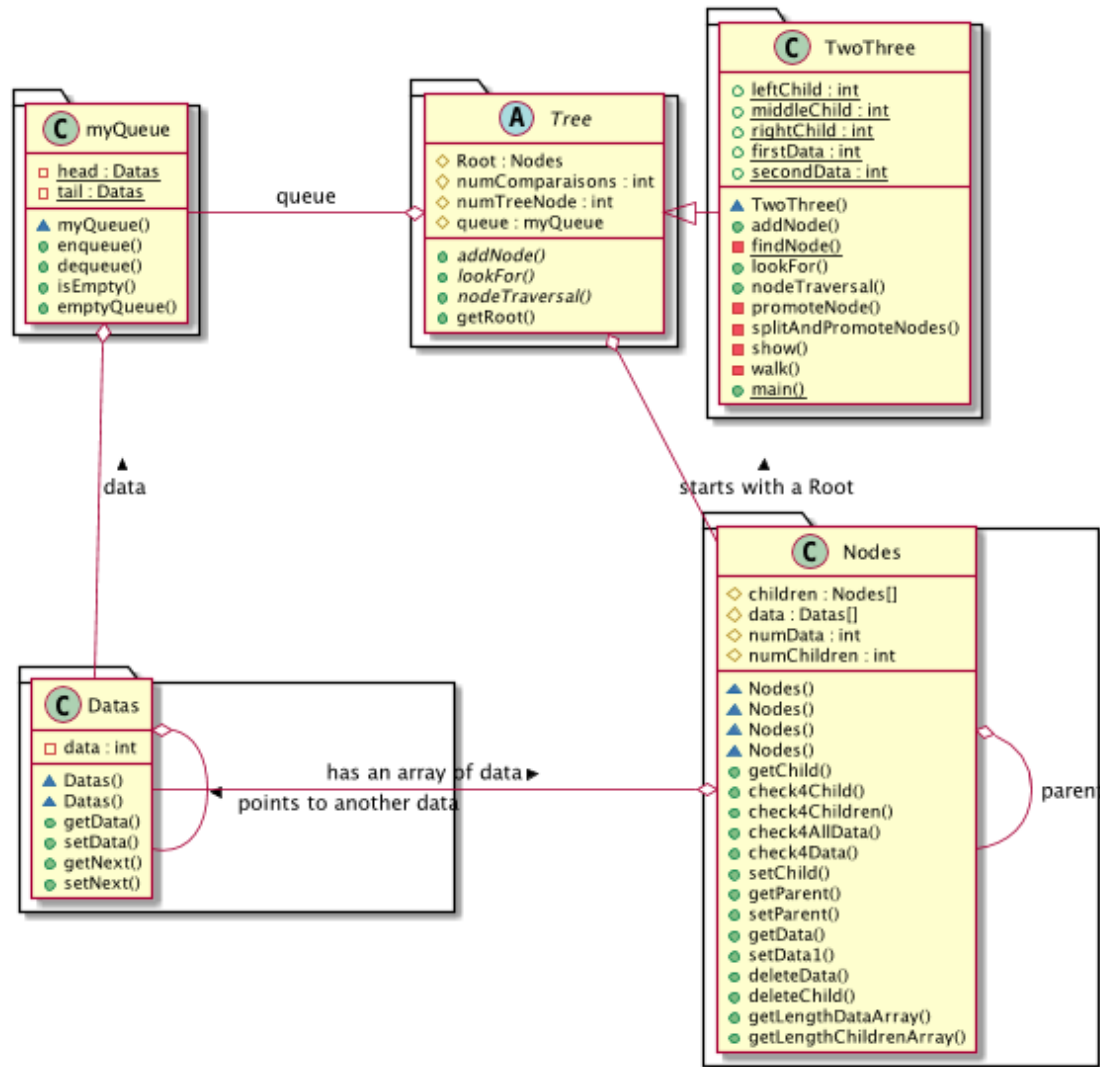 C myQueue
head : Datas
tail : Datas
myQueue()
enqueue()
dequeue()
isEmpty()
emptyQueue()
queue
A Tree
Root : Nodes
numComparaisons : int
numTreeNode : int
queue : myQueue
addNode()
lookFor()
nodeTraversal()
getRoot()
C TwoThree
leftChild : int
middleChild : int
rightChild : int
firstData : int
secondData : int
TwoThree()
addNode()
findNode()
lookFor()
nodeTraversal()
promoteNode()
splitAndPromoteNodes()
show()
walk()
main()
data
starts with a Root
C Datas
data : int
Datas()
Datas()
getData()
setData()
getNext()
setNext()
has an array of data
points to another data
C Nodes
children : Nodes[]
data : Datas[]
numData : int
numChildren : int
Nodes()
Nodes()
Nodes()
Nodes()
getChild()
check4Child()
check4Children()
check4AllData()
check4Data()
setChild()
getParent()
setParent()
getData()
setData1()
deleteData()
deleteChild()
getLengthDataArray()
getLengthChildrenArray()
parent